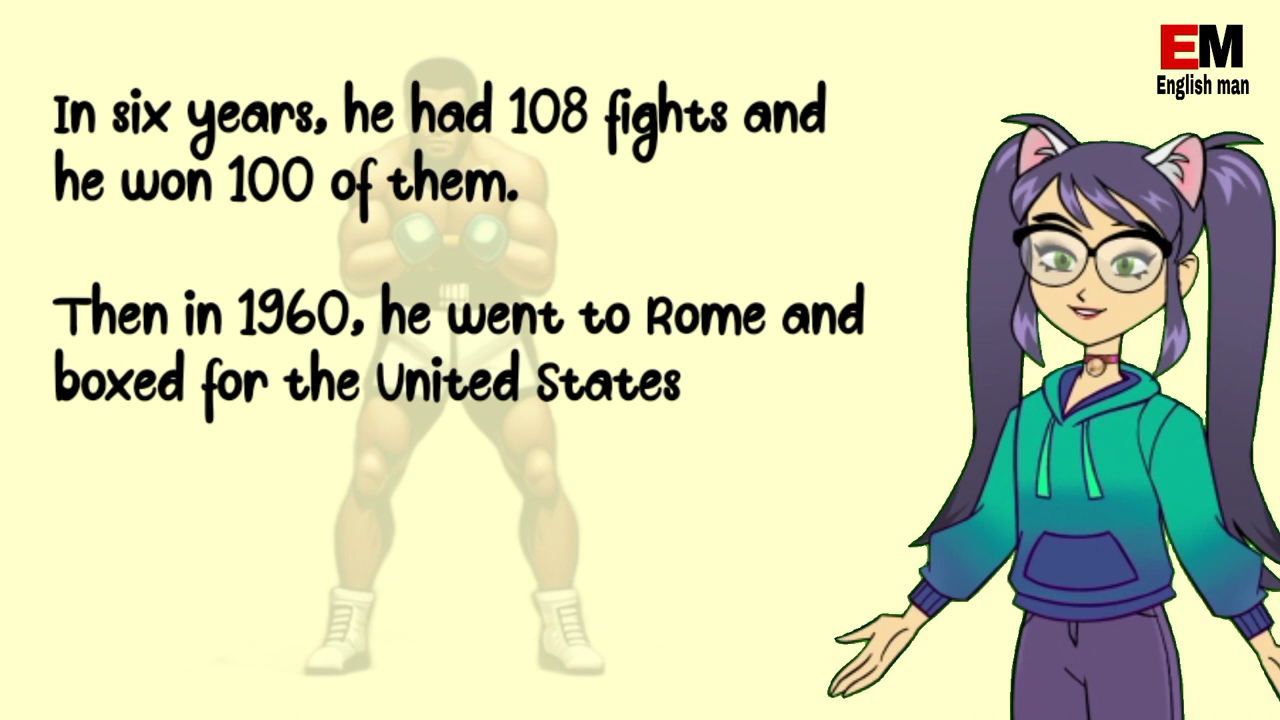 EM
English man
In six years, he had 108 fights and
he won 100 of them.
Then in 1960, he went to Rome and
boxed for the United States